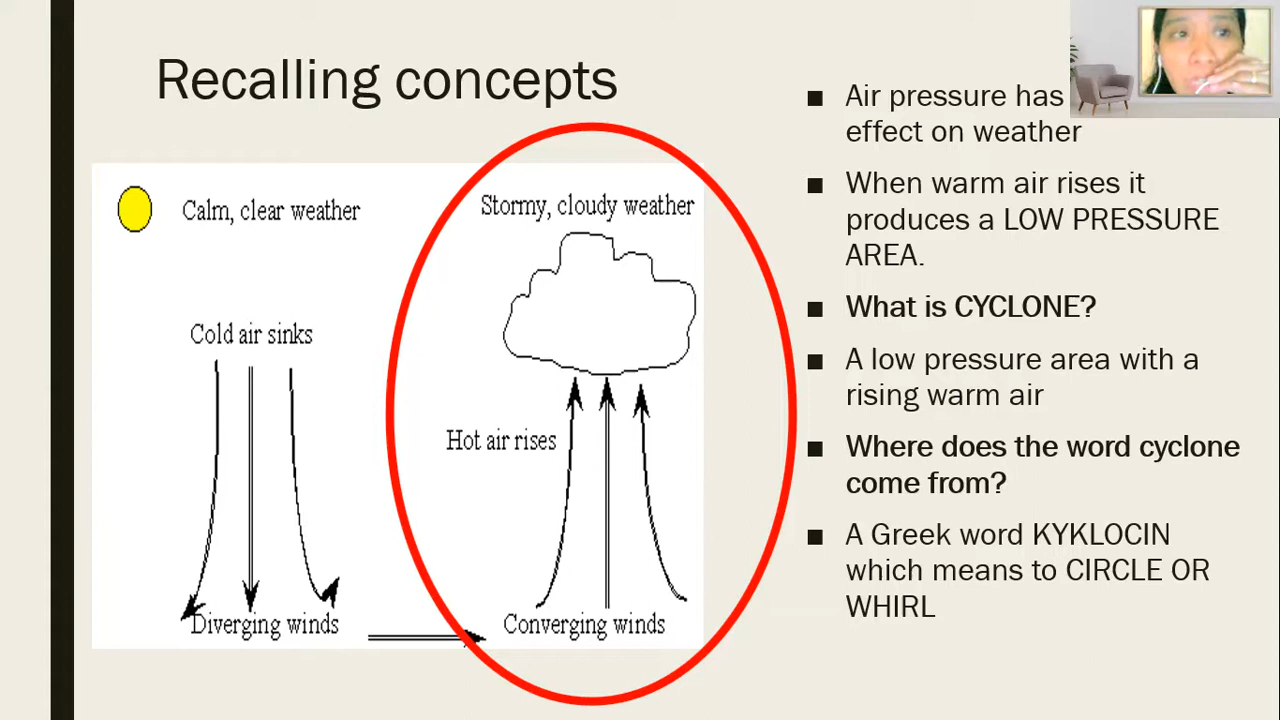 Recalling concepts
Calm, clear weather
Stormy, cloudy weather
Cold air sinks
Hot air rises
Diverging winds
Converging winds
■ Air pressure has
effect on weather
■ When warm air rises it
produces a LOW PRESSURE
AREA.
■ What is CYCLONE?
■ A low pressure area with a
rising warm air
■ Where does the word cyclone
come from?
■ A Greek word KYKLOCIN
which means to CIRCLE OR
WHIRL